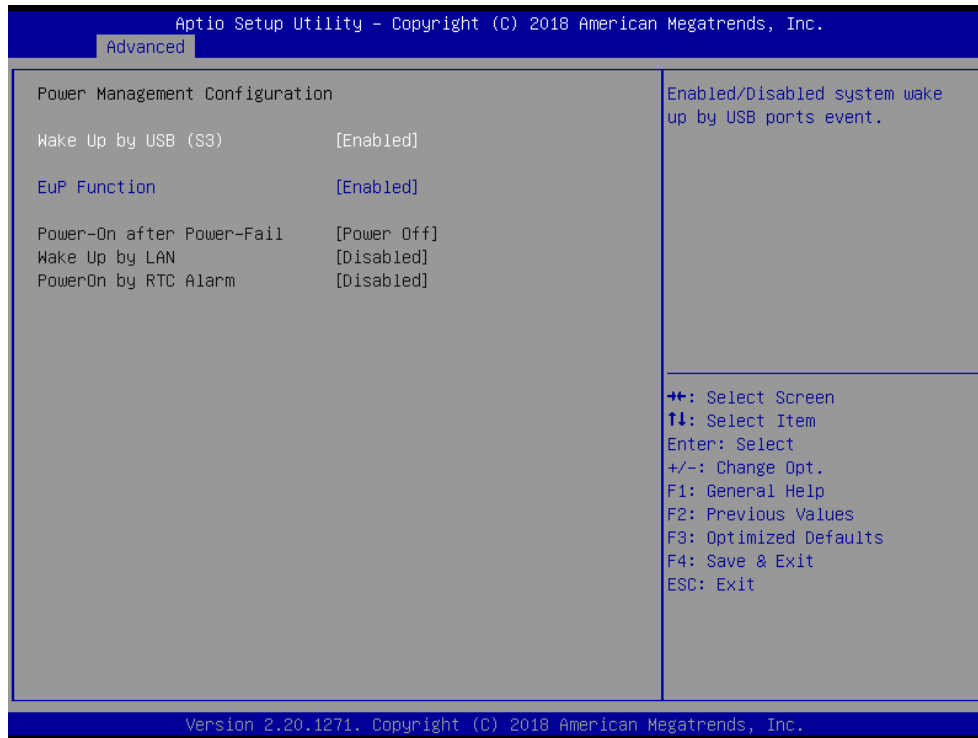 Aptio Setup Utility – Copyright (C) 2018 American Megatrends, Inc.
Advanced
Power Management Configuration
Wake Up by USB (S3) [Enabled]
EuP Function [Enabled]
Power-On after Power-Fail [Power Off]
Wake Up by LAN [Disabled]
PowerOn by RTC Alarm [Disabled]
Enabled/Disabled system wake
up by USB ports event.
→←: Select Screen
↑↓: Select Item
Enter: Select
+/-: Change Opt.
F1: General Help
F2: Previous Values
F3: Optimized Defaults
F4: Save & Exit
ESC: Exit
Version 2.20.1271. Copyright (C) 2018 American Megatrends, Inc.